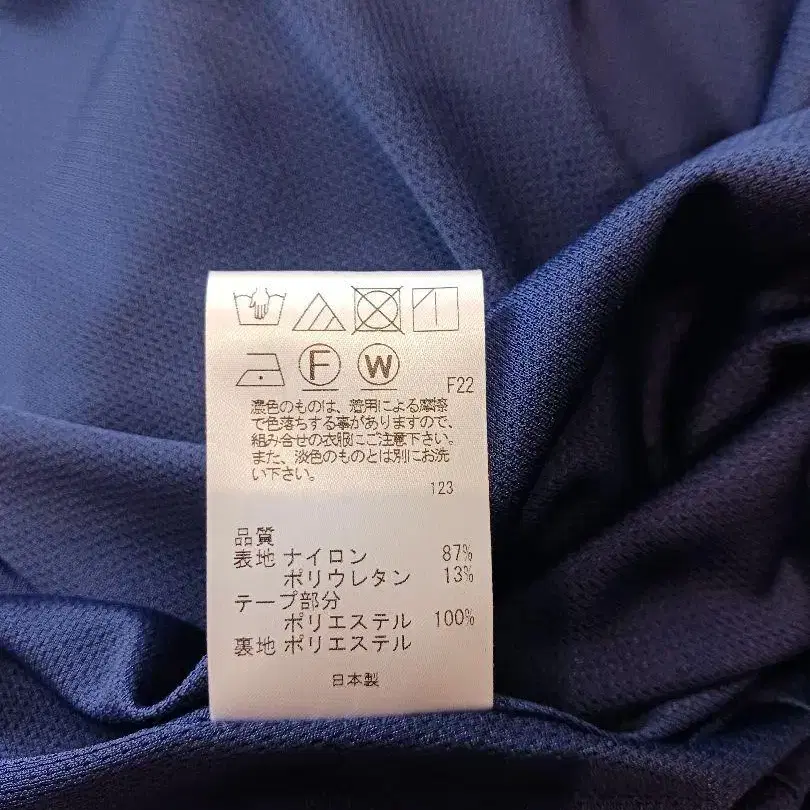 F W F22
濃色のものは、着用による摩擦
で色落ちする事がありますので、
組み合せの衣服にご注意下さい。
また、淡色のものとは別にお洗
い下さい。
123
品質
表地 ナイロン 87%
ポリウレタン 13%
テープ部分
ポリエステル 100%
裏地 ポリエステル
日本製